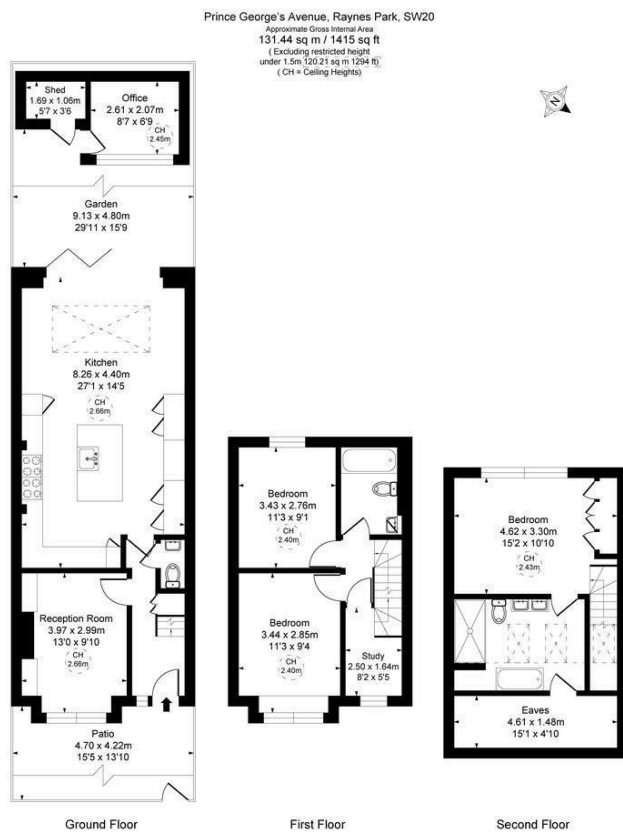 Prince George's Avenue, Raynes Park, SW20
Approximate Gross Internal Area
131.44 sq m / 1415 sq ft
( Excluding restricted height
under 1.5m 120.21 sq m 1294 ft)
( CH = Ceiling Heights)
N
Shed
1.69 x 1.06m
5'7 x 3'6
Office
2.61 x 2.07m
8'7 x 6'9
CH
2.45m
Garden
9.13 x 4.80m
29'11 x 15'9
Kitchen
8.26 x 4.40m
27'1 x 14'5
CH
2.66m
Reception Room
3.97 x 2.99m
13'0 x 9'10
CH
2.66m
Patio
4.70 x 4.22m
15'5 x 13'10
Ground Floor
Bedroom
3.43 x 2.76m
11'3 x 9'1
CH
2.40m
Bedroom
3.44 x 2.85m
11'3 x 9'4
CH
2.40m
Study
2.50 x 1.64m
8'2 x 5'5
First Floor
Bedroom
4.62 x 3.30m
15'2 x 10'10
CH
2.43m
Eaves
4.61 x 1.48m
15'1 x 4'10
Second Floor